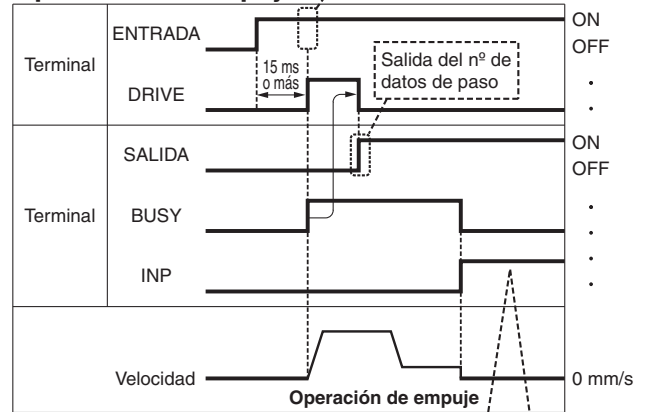 ENTRADA
ON
OFF
Terminal
15 ms
o más
Salida del nº de
datos de paso
DRIVE
SALIDA
ON
OFF
Terminal
BUSY
INP
Velocidad
0 mm/s
Operación de empuje